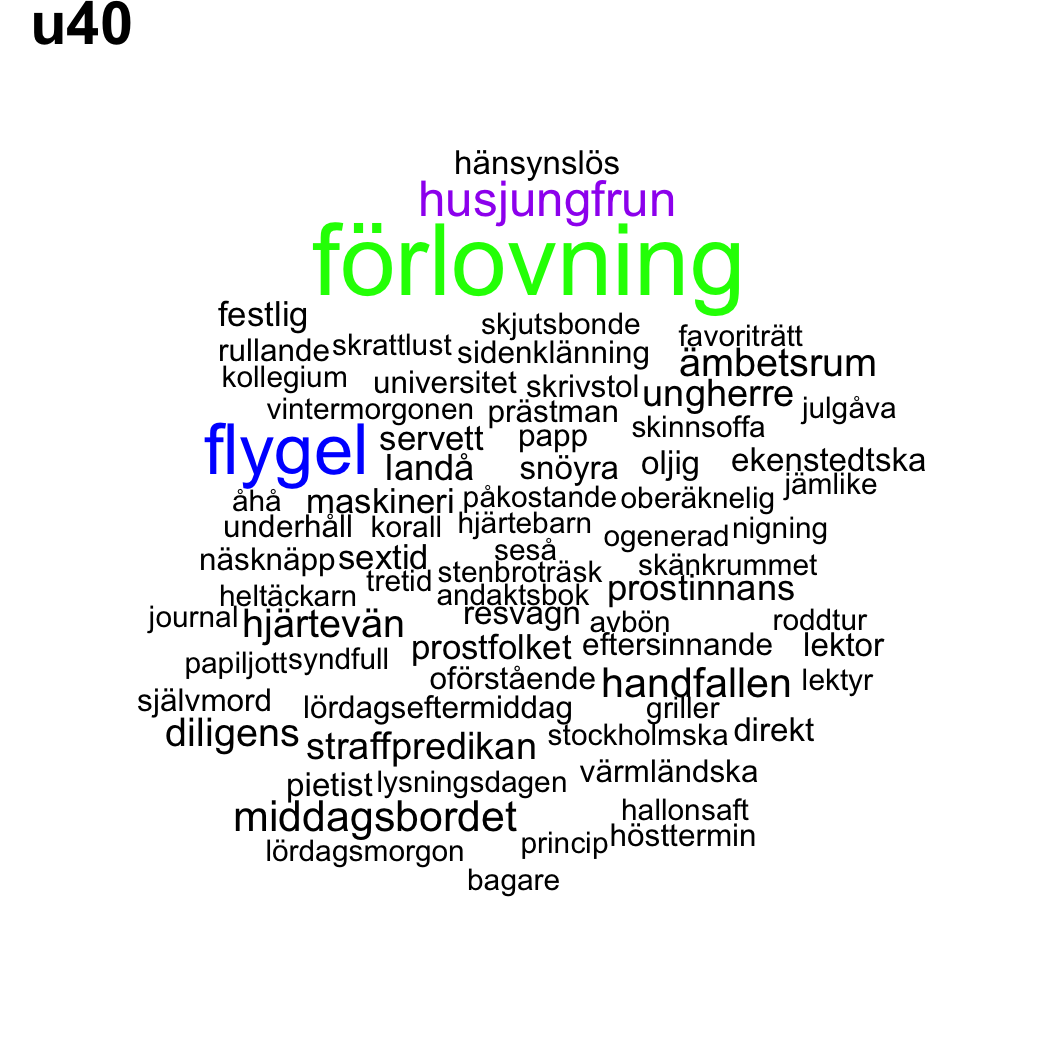 u40
hänsynslös
husjungfrun
förlovning
festlig skjutsbonde favoriträtt
rullande skrattlust sidenklänning ämbetsrum
kollegium universitet skrivstol ungherre
vintermorgonen prästman julgåva
flygel servett papp skinnsoffa
landå snöyra oljig ekenstedtska
jämlike
åhå maskineri påkostande oberäknelig
underhåll korall hjärtebarn ogenerad nigning
näsknäpp sextid seså skänkrummet
tretid stenbroträsk prostinnans
heltäckarn andaktsbok
journal hjärtevän resvagn avbön roddtur
papiljott syndfull prostfolket eftersinnande lektor
oförstående handfallen lektyr
självmord lördagseftermiddag griller
diligens straffpredikan stockholmska direkt
pietist lysningsdagen värmländska
middagsbordet hallonsaft
lördagsmorgon princip hösttermin
bagare